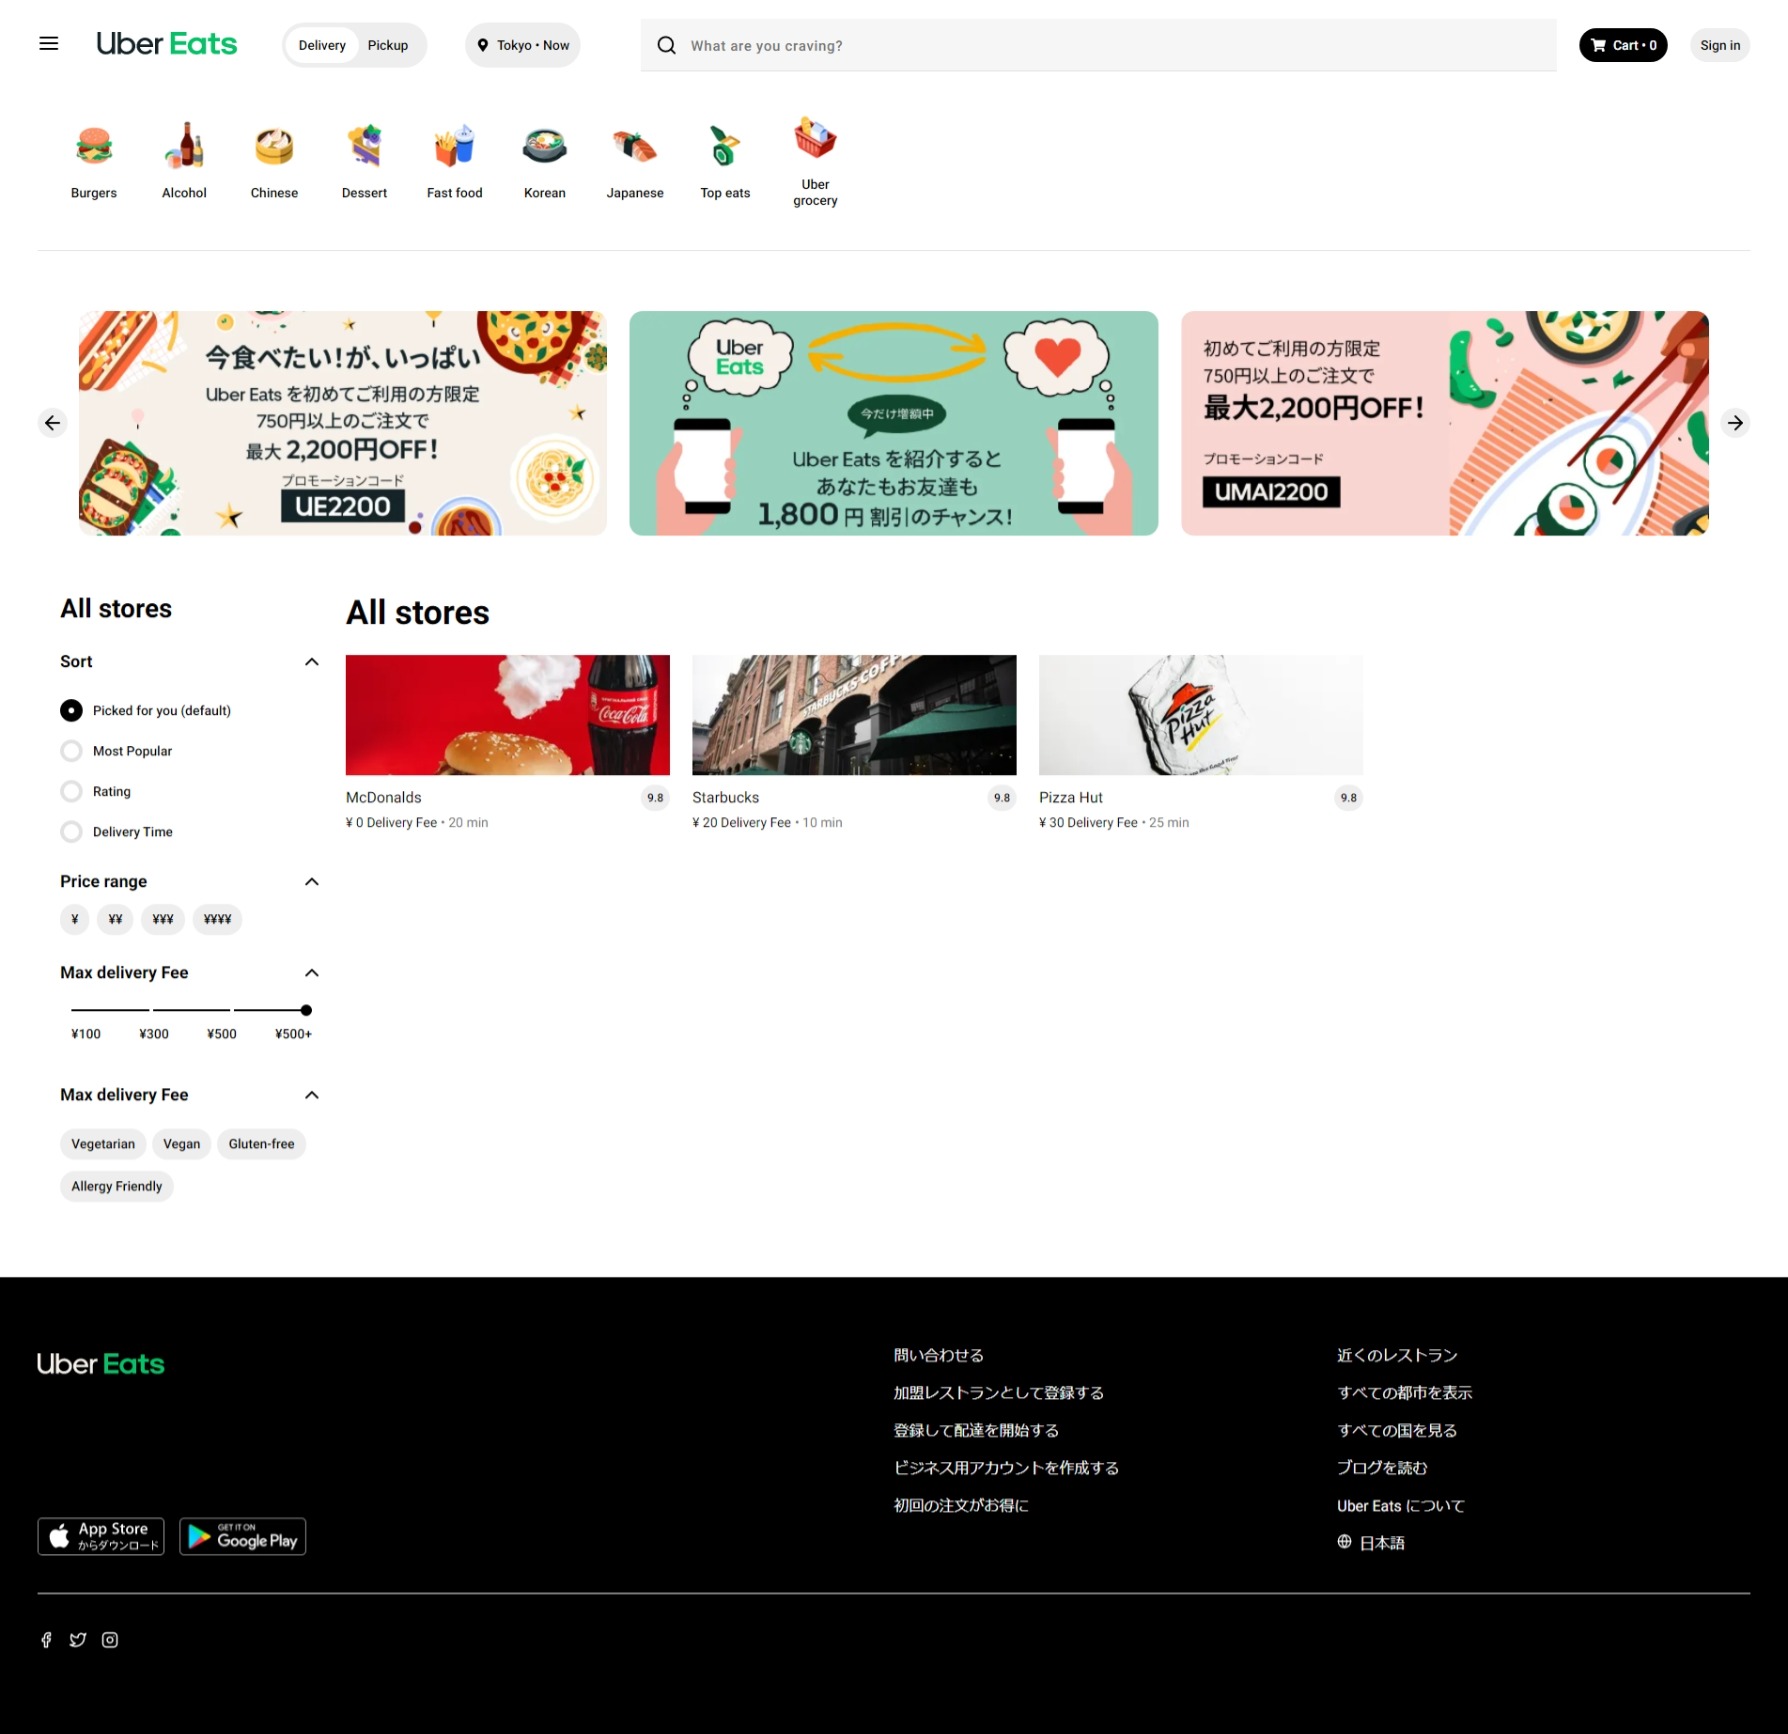 Uber Eats
Delivery
Pickup
Tokyo • Now
What are you craving?
Cart • 0
Sign in
Burgers
Alcohol
Chinese
Dessert
Fast food
Korean
Japanese
Top eats
Uber
grocery
今食べたい!が、いっぱい
Uber Eats を初めてご利用の方限定
750円以上のご注文で
最大 2,200円OFF!
プロモーションコード
UE2200
Uber
Eats
今だけ増額中
Uber Eats を紹介すると
あなたもお友達も
1,800 円 割引のチャンス!
初めてご利用の方限定
750円以上のご注文で
最大2,200円OFF!
プロモーションコード
UMAI2200
All stores
Sort
Picked for you (default)
Most Popular
Rating
Delivery Time
Price range
¥
¥¥
¥¥¥
¥¥¥¥
Max delivery Fee
¥100
¥300
¥500
¥500+
Max delivery Fee
Vegetarian
Vegan
Gluten-free
Allergy Friendly
All stores
Coca-Cola
McDonalds
9.8
¥ 0 Delivery Fee • 20 min
STARBUCKS COFFE
Starbucks
9.8
¥ 20 Delivery Fee • 10 min
Pizza
Hut
Pizza Hut
9.8
¥ 30 Delivery Fee • 25 min
Uber Eats
App Store
からダウンロード
GET IT ON
Google Play
問い合わせる
加盟レストランとして登録する
登録して配達を開始する
ビジネス用アカウントを作成する
初回の注文がお得に
近くのレストラン
すべての都市を表示
すべての国を見る
ブログを読む
Uber Eats について
日本語